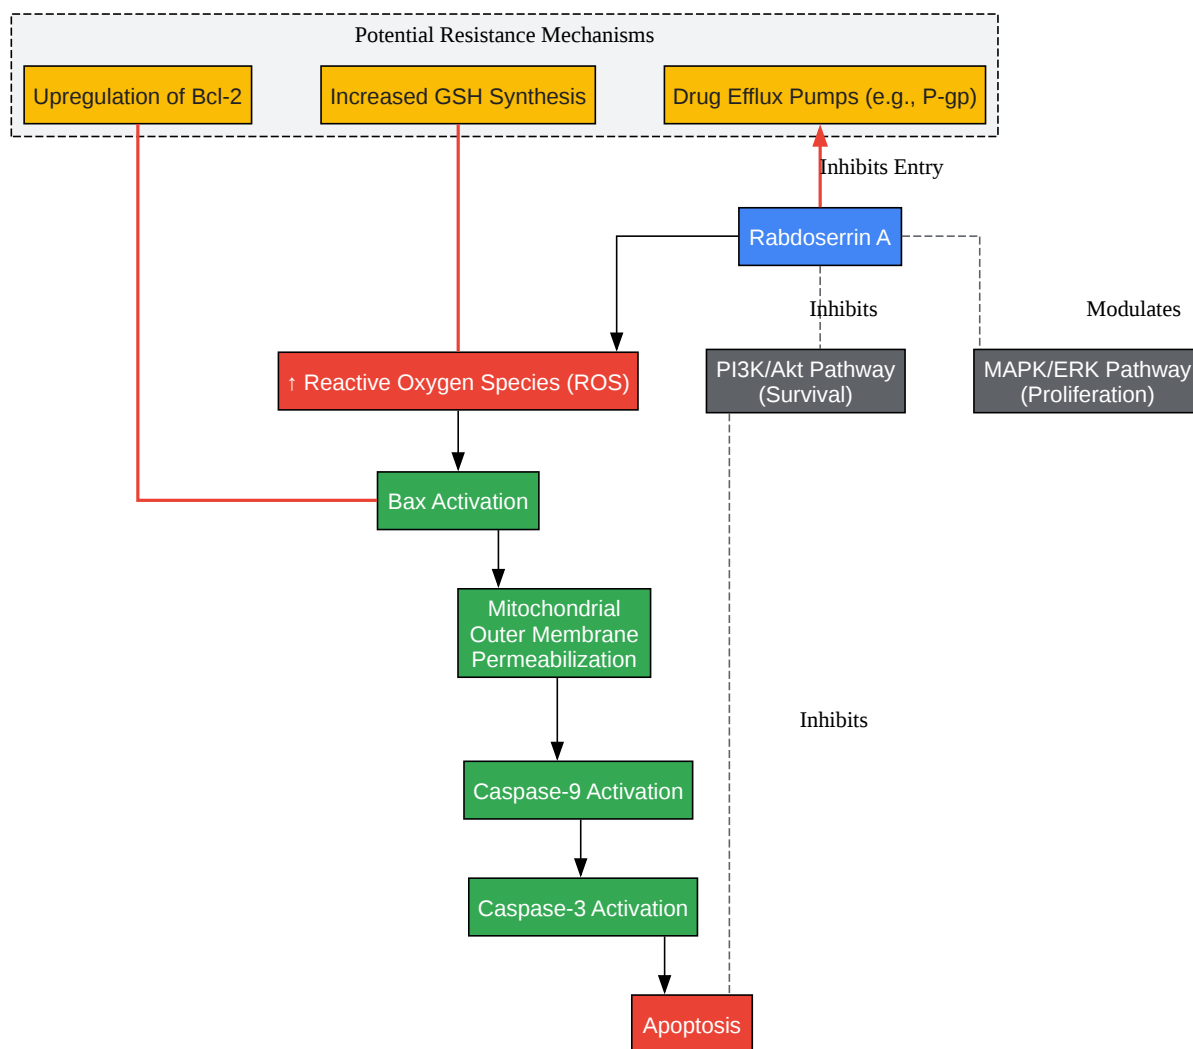 Potential Resistance Mechanisms
Upregulation of Bcl-2
Increased GSH Synthesis
Drug Efflux Pumps (e.g., P-gp)
Inhibits Entry
Rabdoserrin A
Inhibits
Modulates
↑ Reactive Oxygen Species (ROS)
PI3K/Akt Pathway
(Survival)
MAPK/ERK Pathway
(Proliferation)
Bax Activation
Mitochondrial
Outer Membrane
Permeabilization
Inhibits
Caspase-9 Activation
Caspase-3 Activation
Apoptosis